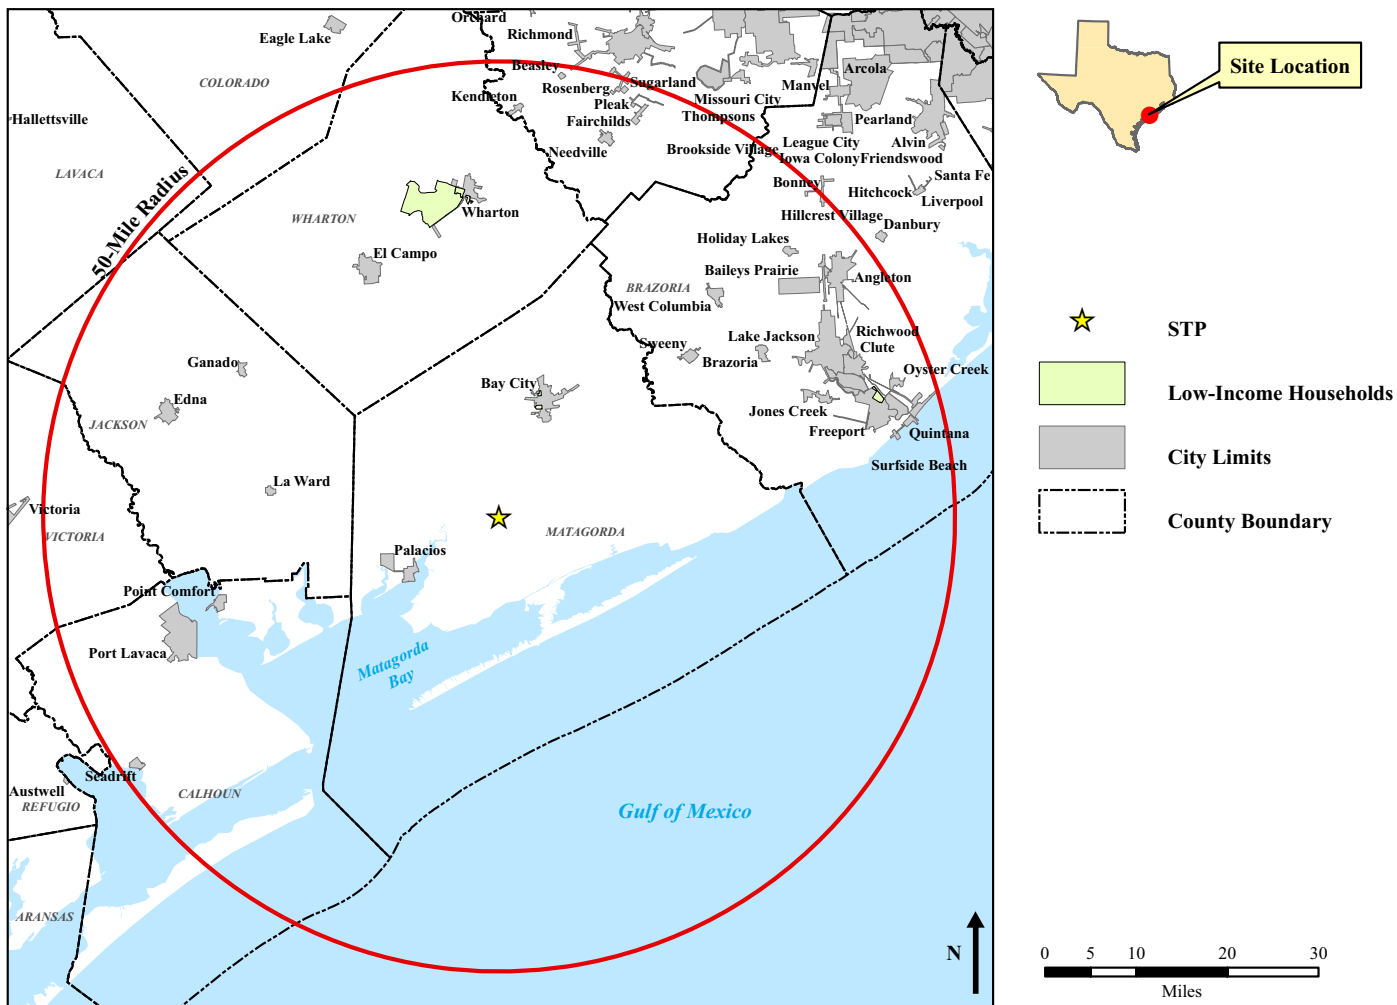 Orchard
Eagle Lake
Richmond
COLORADO
Beasley
Rosenberg
Sugarland
Manvel
Arcola
Kendleton
Pleak
Missouri City
Fairchilds
Thompsons
Hallettsville
Pearland
Needville
Brookside Village
League City
Alvin
Iowa Colony
Friendswood
LAVACA
50-Mile Radius
Bonney
Hitchcock
Santa Fe
Liverpool
WHARTON
Wharton
Hillcrest Village
Danbury
El Campo
Holiday Lakes
Baileys Prairie
Angleton
BRAZORIA
West Columbia
Lake Jackson
Richwood
Clute
Sweeny
Brazoria
Ganado
Oyster Creek
Edna
Bay City
Jones Creek
JACKSON
Freeport
Quintana
Surfside Beach
La Ward
Victoria
VICTORIA
MATAGORDA
Palacios
Point Comfort
Port Lavaca
Matagorda
Bay
Seadrift
Austwell
REFUGIO
CALHOUN
Gulf of Mexico
ARANSAS
N
Site Location
STP
Low-Income Households
City Limits
County Boundary
0 5 10 20 30
Miles